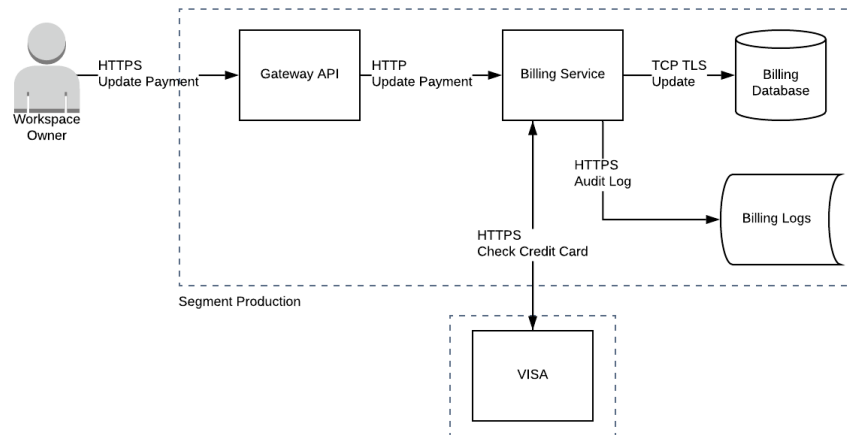 HTTPS
Update Payment
Workspace
Owner
Gateway API
HTTP
Update Payment
Billing Service
TCP TLS
Update
Billing
Database
HTTPS
Audit Log
Billing Logs
HTTPS
Check Credit Card
Segment Production
VISA